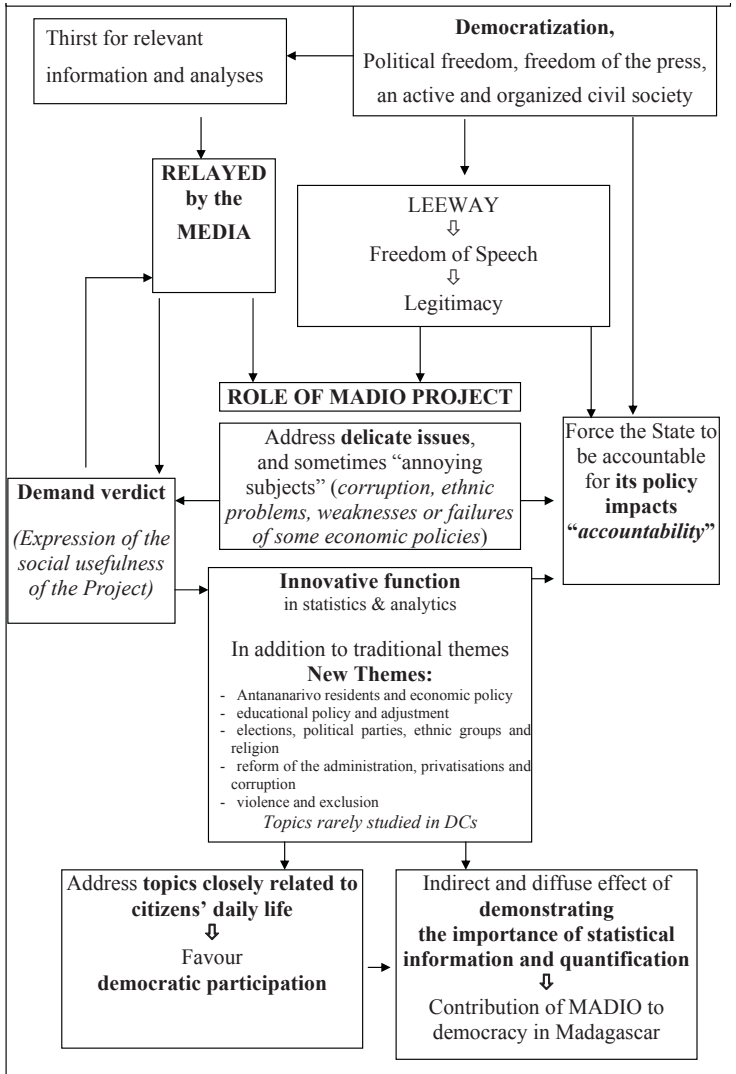 Thirst for relevant
information and analyses
Democratization,
Political freedom, freedom of the press,
an active and organized civil society
RELAYED
by the
MEDIA
LEEWAY
⇩
Freedom of Speech
⇩
Legitimacy
ROLE OF MADIO PROJECT
Address delicate issues,
and sometimes “annoying
subjects” (corruption, ethnic
problems, weaknesses or failures
of some economic policies)
Force the State to
be accountable
for its policy
impacts
“accountability”
Demand verdict
(Expression of the
social usefulness
of the Project)
Innovative function
in statistics & analytics
In addition to traditional themes
New Themes:
- Antananarivo residents and economic policy
- educational policy and adjustment
- elections, political parties, ethnic groups and
religion
- reform of the administration, privatisations and
corruption
- violence and exclusion
Topics rarely studied in DCs
Address topics closely related to
citizens’ daily life
⇩
Favour
democratic participation
Indirect and diffuse effect of
demonstrating
the importance of statistical
information and quantification
⇩
Contribution of MADIO to
democracy in Madagascar